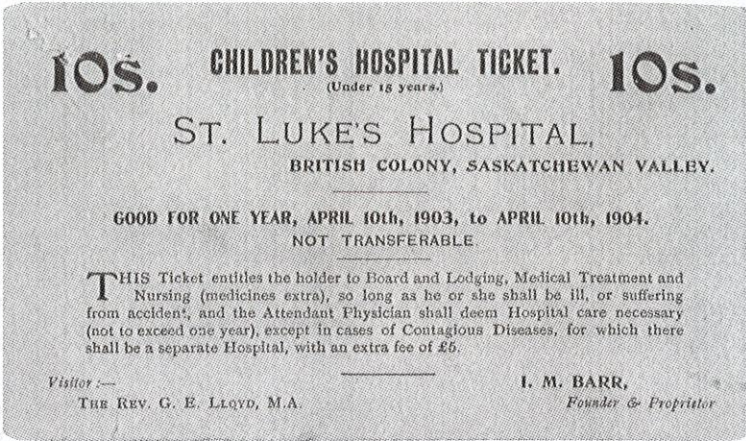 10s. CHILDREN'S HOSPITAL TICKET. 10s.
(Under 15 years.)
ST. LUKE'S HOSPITAL,
BRITISH COLONY, SASKATCHEWAN VALLEY.
GOOD FOR ONE YEAR, APRIL 10th, 1903, to APRIL 10th, 1904.
NOT TRANSFERABLE.
THIS Ticket entitles the holder to Board and Lodging, Medical Treatment and
Nursing (medicines extra), so long as he or she shall be ill, or suffering
from accident, and the Attendant Physician shall deem Hospital care necessary
(not to exceed one year), except in cases of Contagious Diseases, for which there
shall be a separate Hospital, with an extra fee of £5.
Visitor :— I. M. BARR,
THE REV. G. E. LLOYD, M.A. Founder & Proprietor